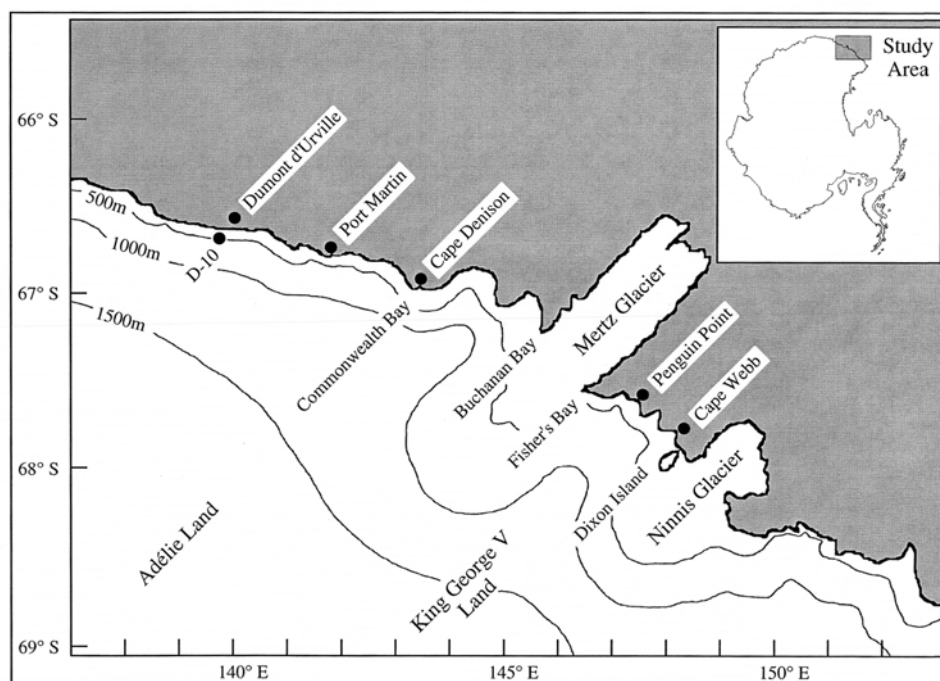 Study
Area
66° S
67° S
68° S
69° S
500m
1000m
1500m
Dumont d'Urville
D-10
Port Martin
Cape Denison
Commonwealth Bay
Buchanan Bay
Mertz Glacier
Penguin Point
Cape Webb
Fisher's Bay
Dixon Island
Ninnis Glacier
Adélie Land
King George V
Land
140° E
145° E
150° E